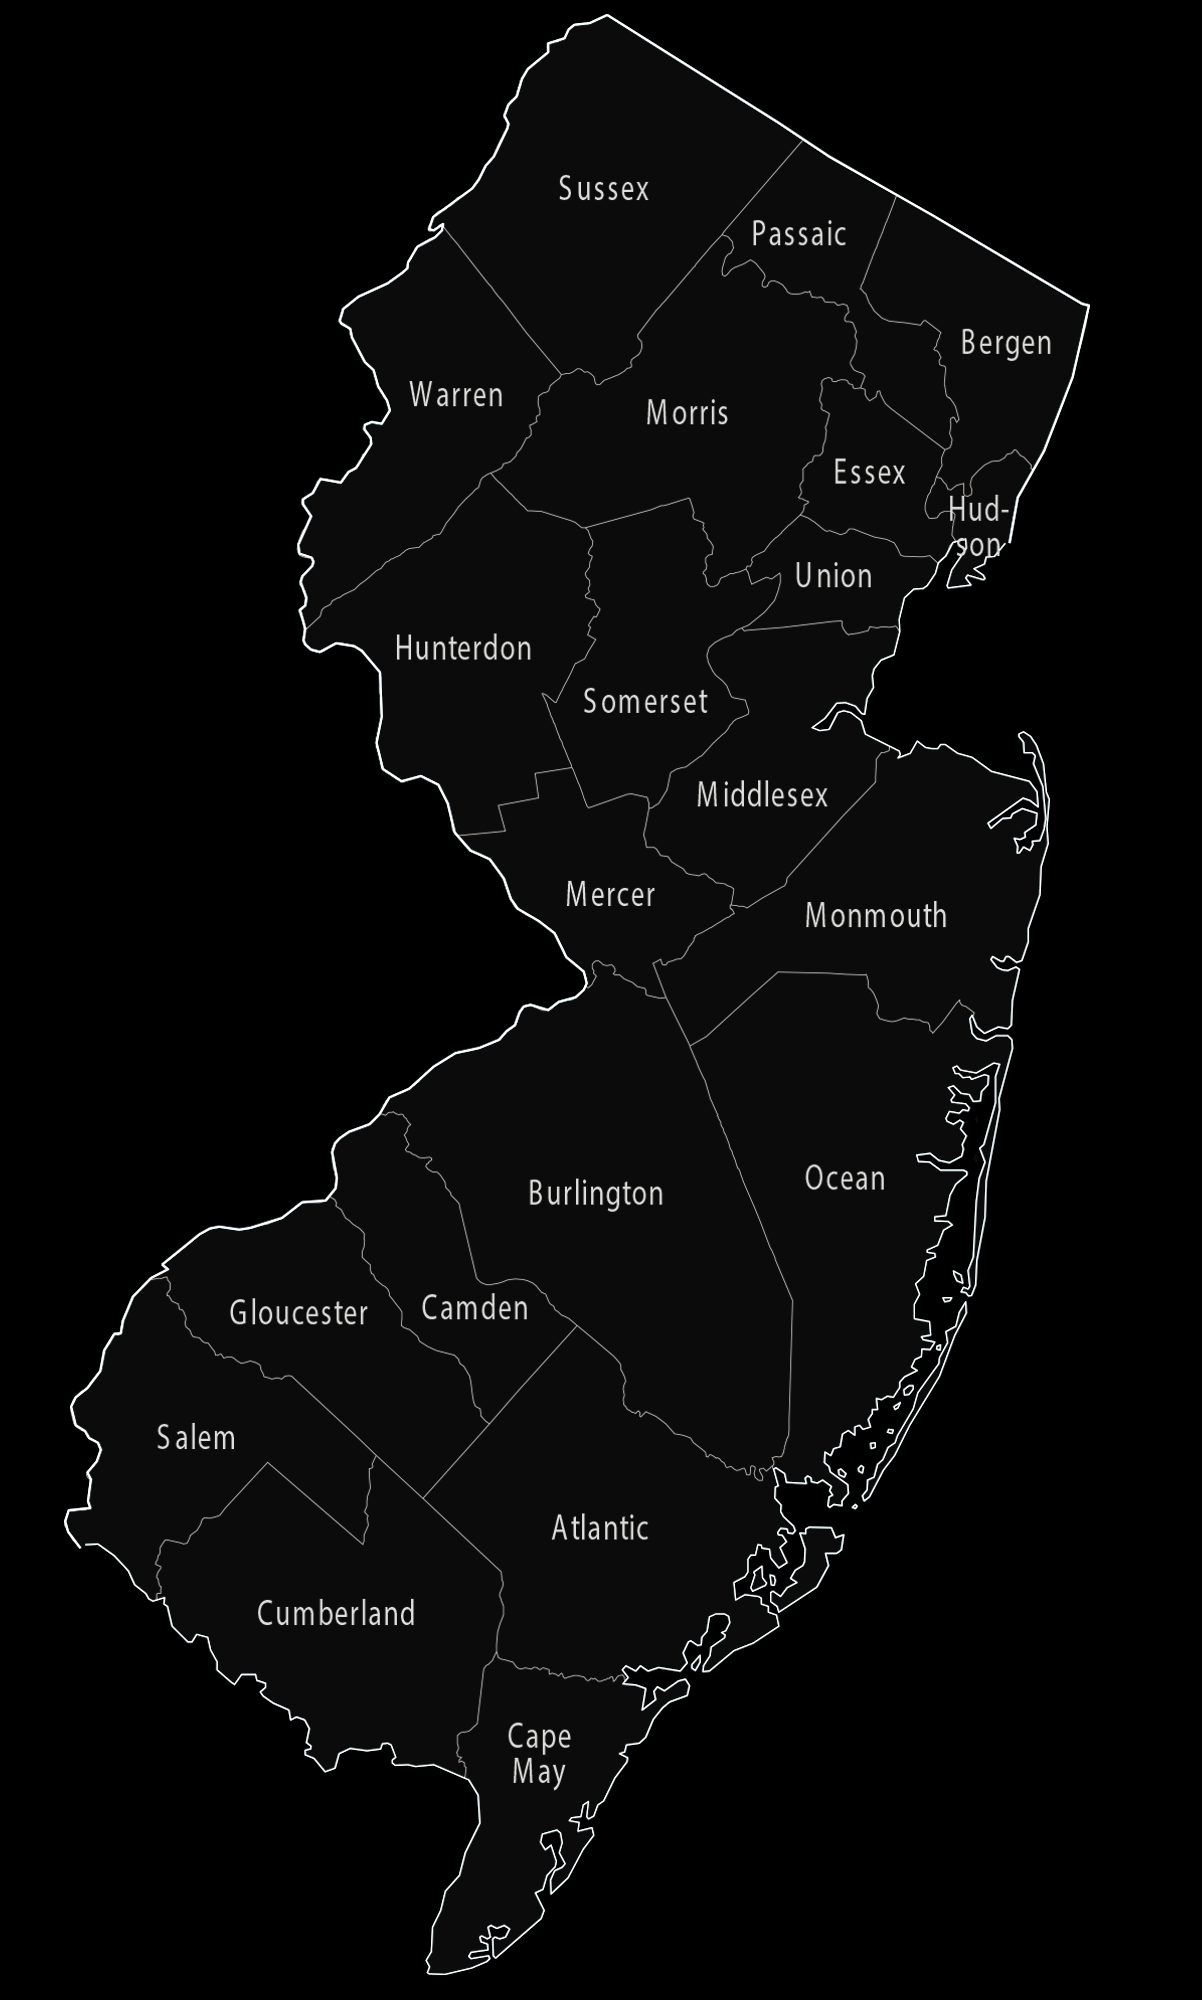 Sussex
Passaic
Bergen
Warren
Morris
Essex
Hud-
son
Union
Hunterdon
Somerset
Middlesex
Mercer
Monmouth
Burlington
Ocean
Gloucester
Camden
Salem
Atlantic
Cumberland
Cape
May